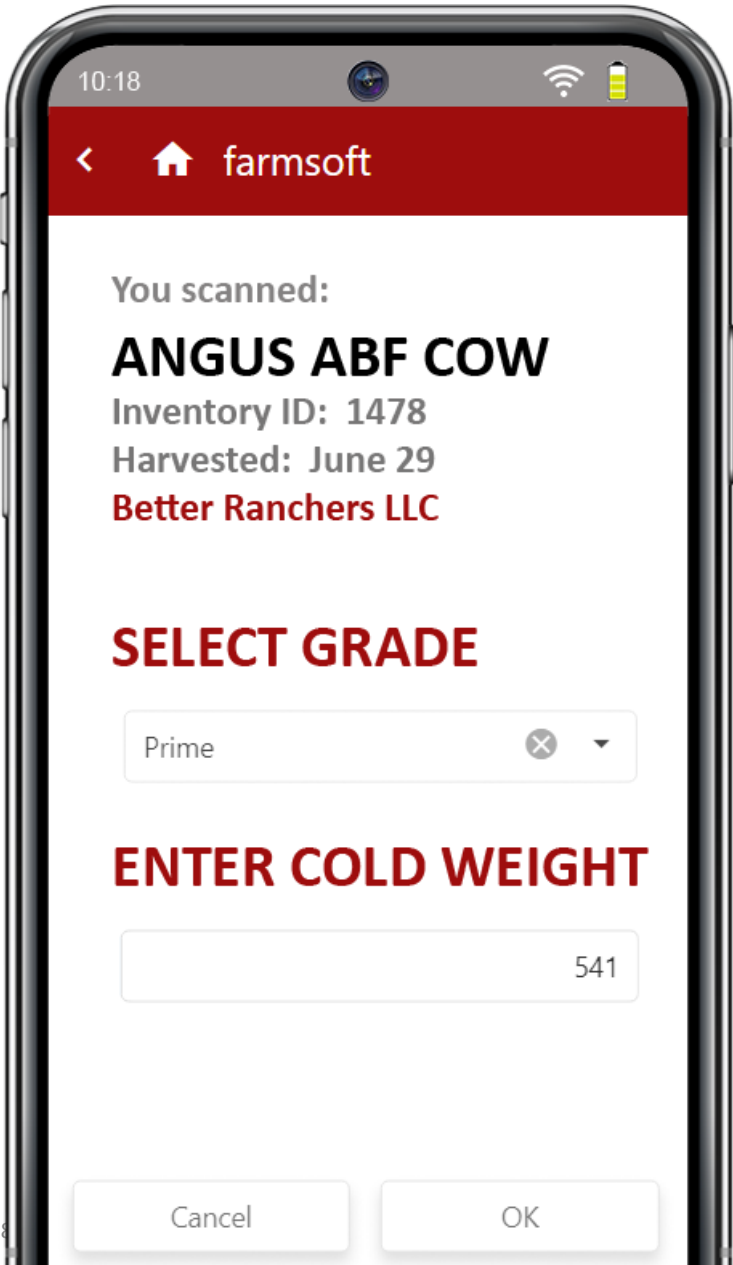 10:18
farmsoft
You scanned:
ANGUS ABF COW
Inventory ID: 1478
Harvested: June 29
Better Ranchers LLC
SELECT GRADE
Prime
ENTER COLD WEIGHT
541
Cancel OK